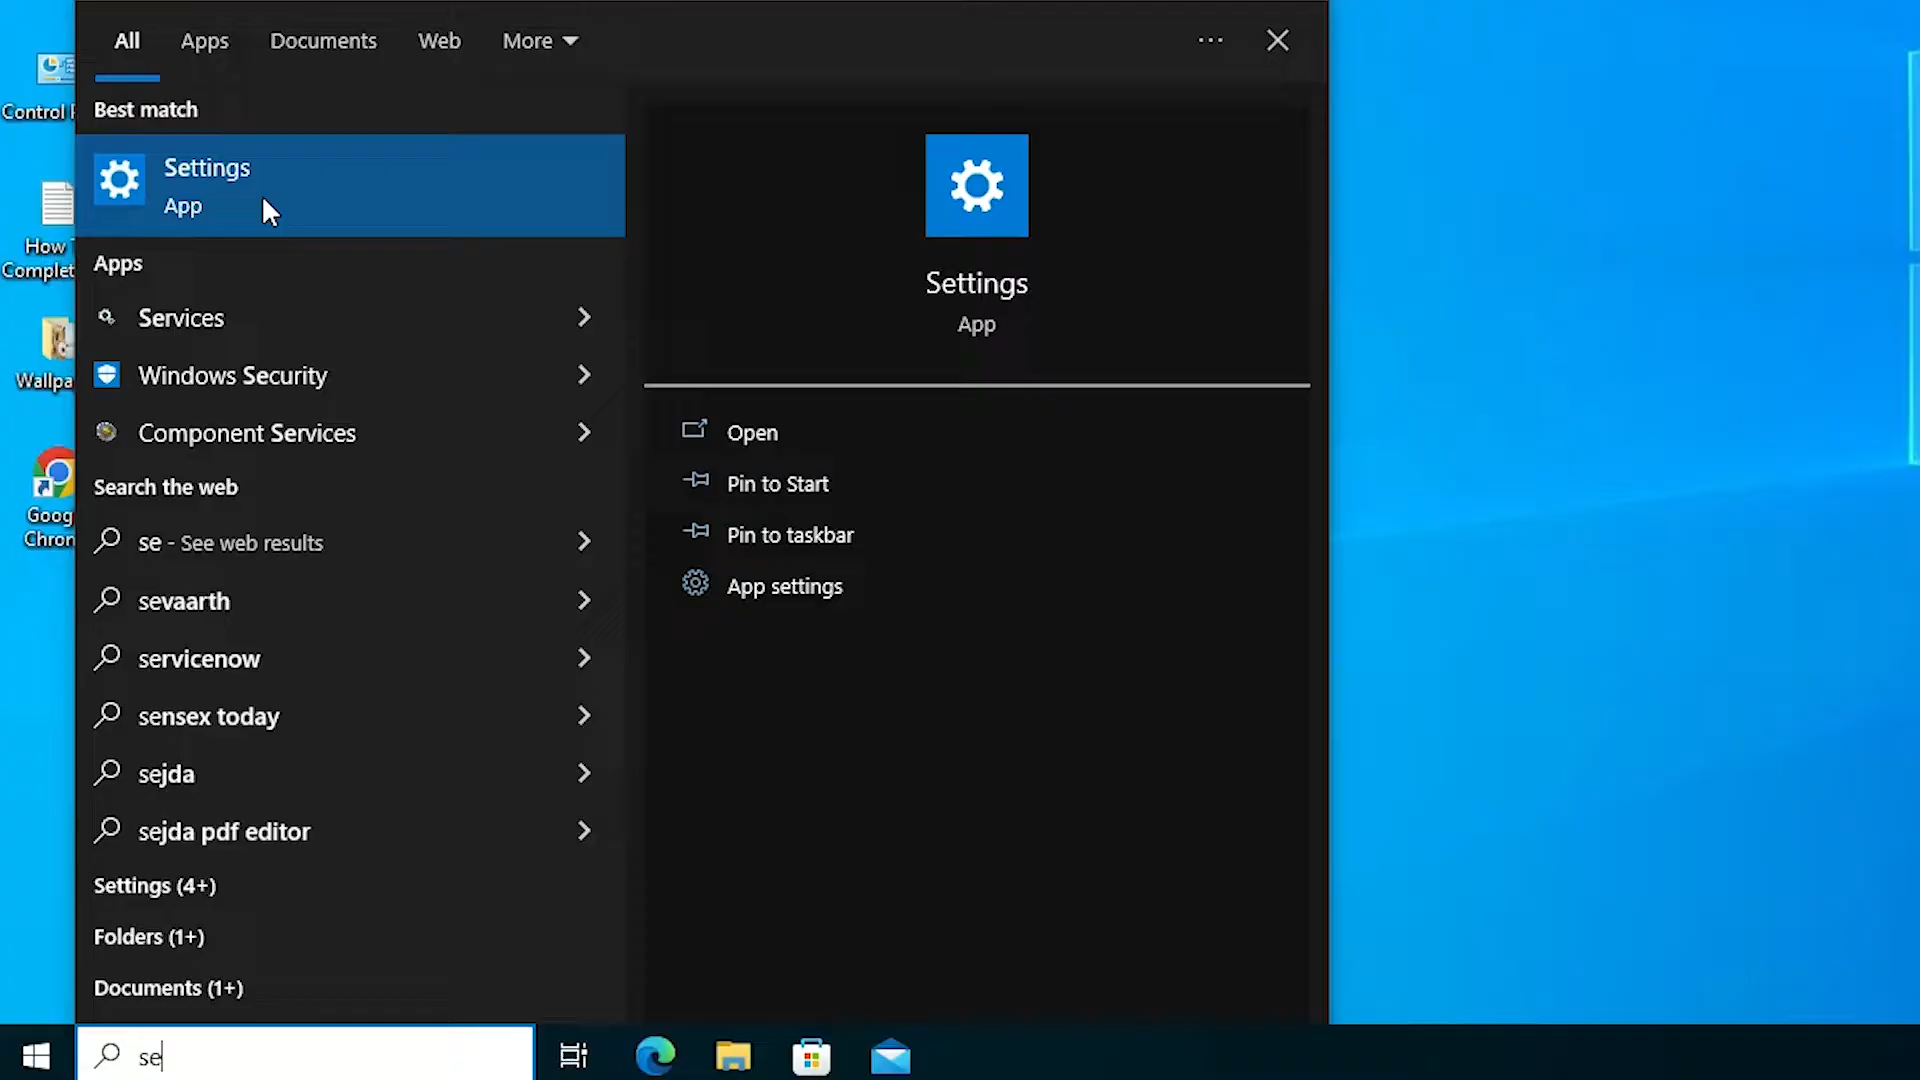 All Apps Documents Web More
Best match
Settings
App
Apps
Services
Windows Security
Component Services
Search the web
se - See web results
sevaarth
servicenow
sensex today
sejda
sejda pdf editor
Settings (4+)
Folders (1+)
Documents (1+)
se
Settings
App
Open
Pin to Start
Pin to taskbar
App settings
Control
How
Complet
Wallpa
Goog
Chron